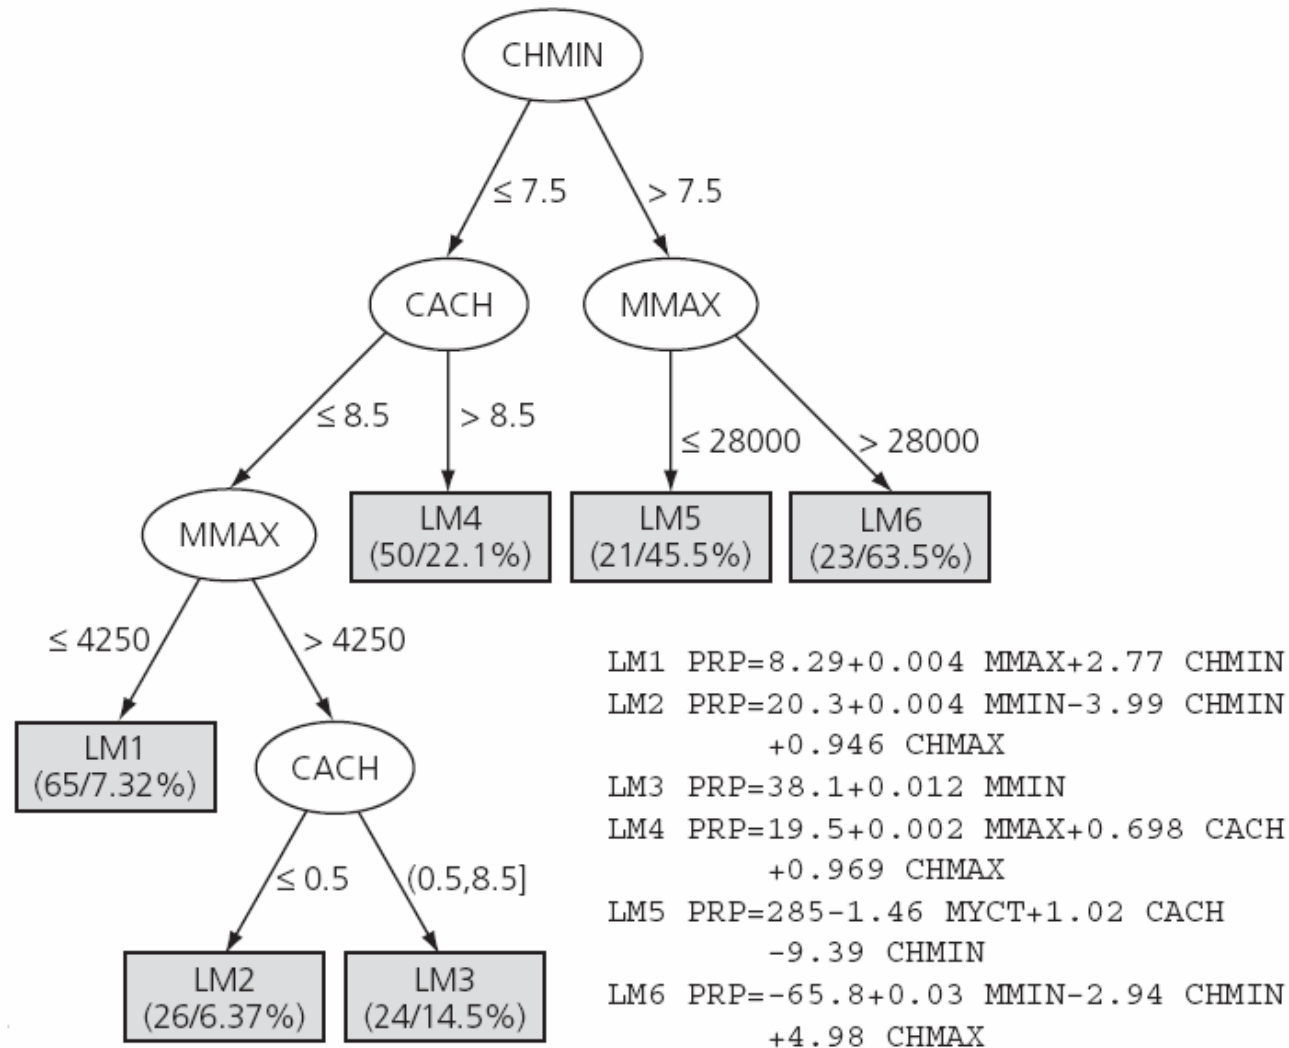 CHMIN
≤ 7.5
> 7.5
CACH
MMAX
≤ 8.5
> 8.5
≤ 28000
> 28000
MMAX
LM4
(50/22.1%)
LM5
(21/45.5%)
LM6
(23/63.5%)
≤ 4250
> 4250
LM1
(65/7.32%)
CACH
≤ 0.5
(0.5,8.5]
LM2
(26/6.37%)
LM3
(24/14.5%)
LM1 PRP=8.29+0.004 MMAX+2.77 CHMIN
LM2 PRP=20.3+0.004 MMIN-3.99 CHMIN
+0.946 CHMAX
LM3 PRP=38.1+0.012 MMIN
LM4 PRP=19.5+0.002 MMAX+0.698 CACH
+0.969 CHMAX
LM5 PRP=285-1.46 MYCT+1.02 CACH
-9.39 CHMIN
LM6 PRP=-65.8+0.03 MMIN-2.94 CHMIN
+4.98 CHMAX